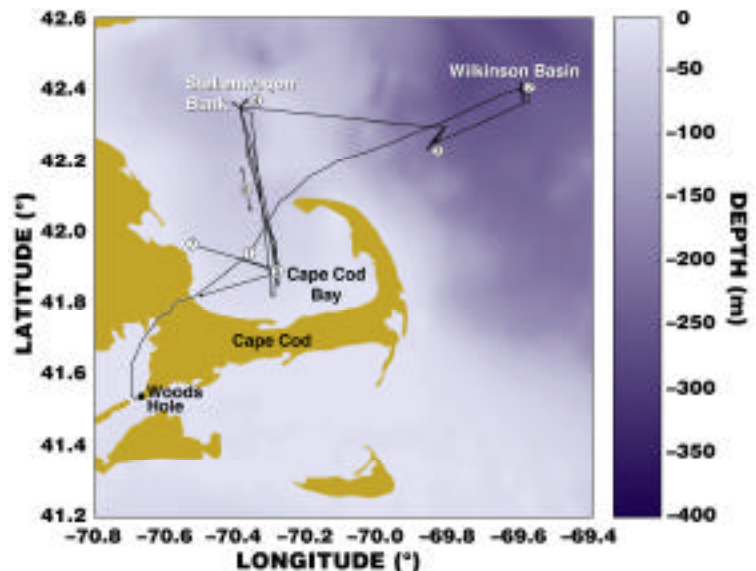 42.6
42.4
42.2
42.0
41.8
41.6
41.4
41.2
LATITUDE (°)
Stellwagon
Bank
Wilkinson Basin
Cape Cod
Bay
Cape Cod
Woods
Hole
−70.8 −70.6 −70.4 −70.2 −70.0 −69.8 −69.6 −69.4
LONGITUDE (°)
0
−50
−100
−150
−200
−250
−300
−350
−400
DEPTH (m)